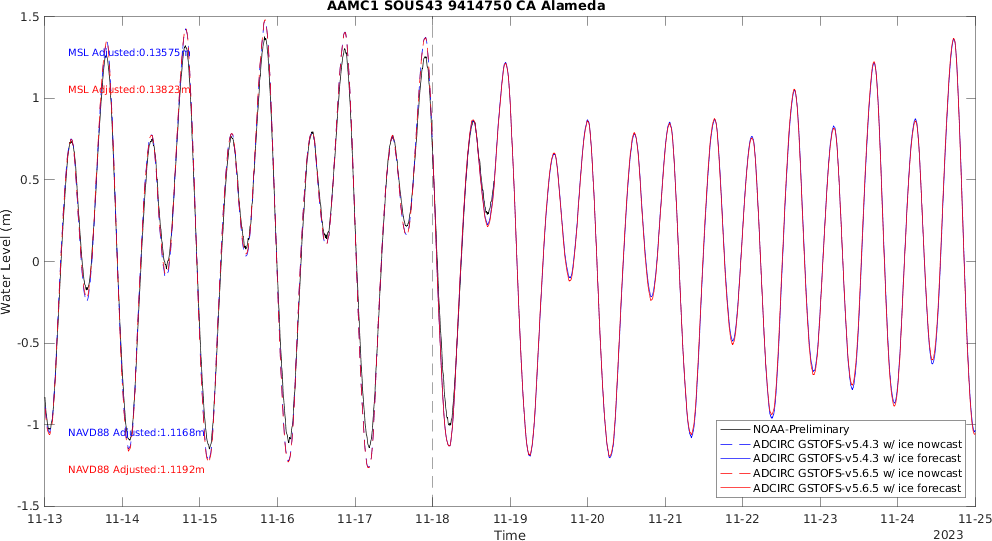 AAMC1 SOUS43 9414750 CA Alameda
1.5
MSL Adjusted:0.13575m
MSL Adjusted:0.13823m
1
0.5
0
-0.5
-1
-1.5
Water Level (m)
NAVD88 Adjusted:1.1168m
NAVD88 Adjusted:1.1192m
NOAA-Preliminary
ADCIRC GSTOFS-v5.4.3 w/ ice nowcast
ADCIRC GSTOFS-v5.4.3 w/ ice forecast
ADCIRC GSTOFS-v5.6.5 w/ ice nowcast
ADCIRC GSTOFS-v5.6.5 w/ ice forecast
11-13 11-14 11-15 11-16 11-17 11-18 11-19 11-20 11-21 11-22 11-23 11-24 11-25
Time
2023